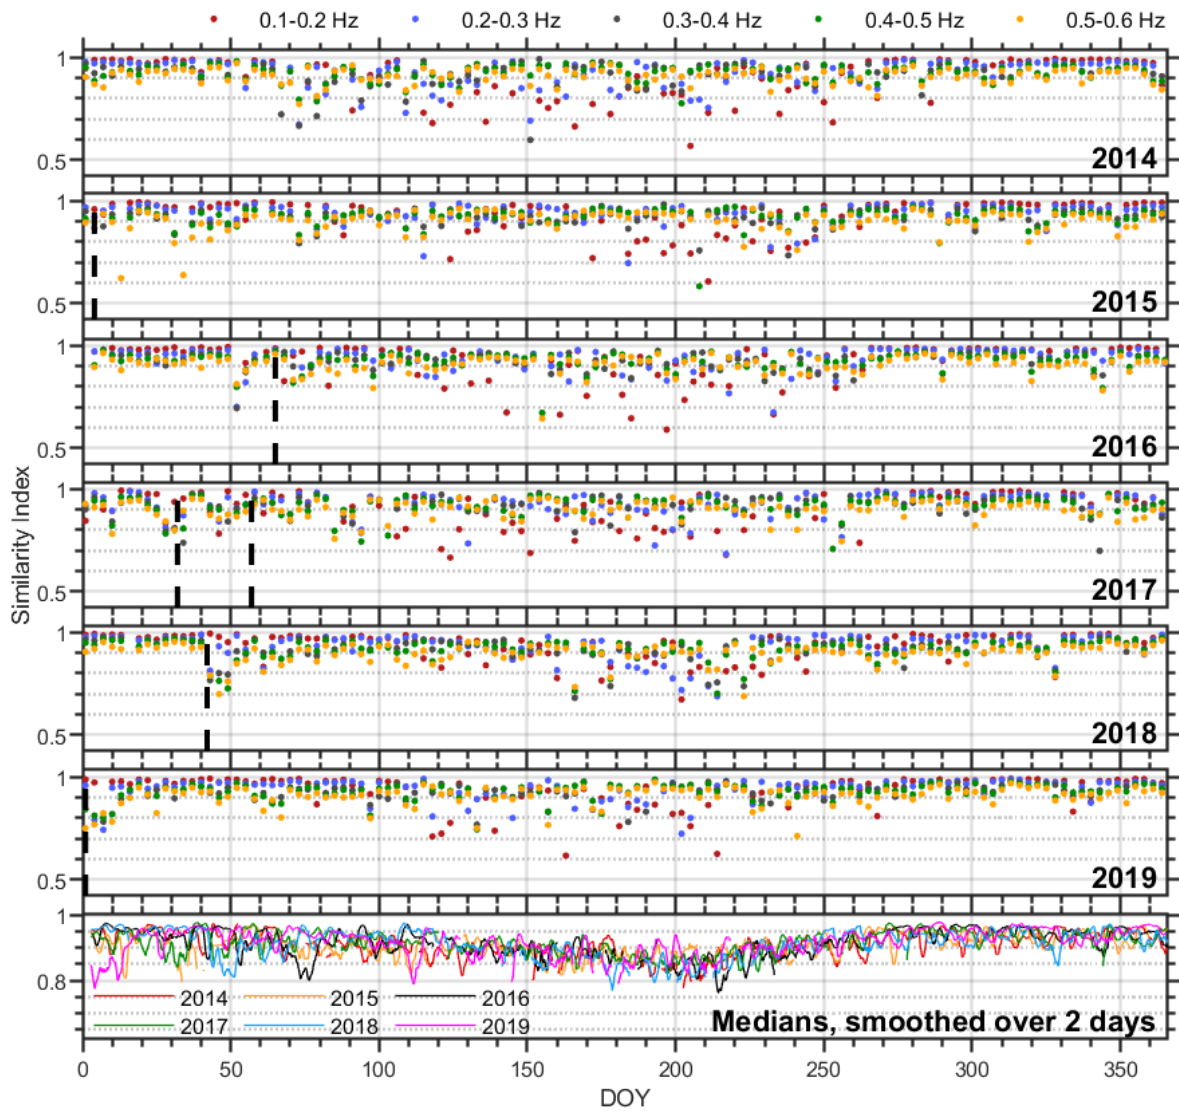 0.1-0.2 Hz 0.2-0.3 Hz 0.3-0.4 Hz 0.4-0.5 Hz 0.5-0.6 Hz
1
0.5
2014
1
0.5
2015
1
0.5
2016
1
0.5
2017
1
0.5
2018
1
0.5
2019
Similarity Index
1
0.8
2014 2015 2016
2017 2018 2019
Medians, smoothed over 2 days
0 50 100 150 200 250 300 350
DOY